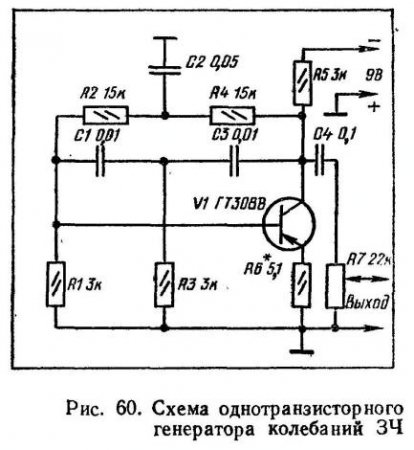 C2 0,05
R2 15к
R4 15к
R5 3к
9В
C1 0,01
C3 0,01
C4 0,1
V1 ГТ308В
R1 3к
R3 3к
R6* 5,1
R7 22к
Выход
Рис. 60. Схема однотранзисторного
генератора колебаний ЗЧ